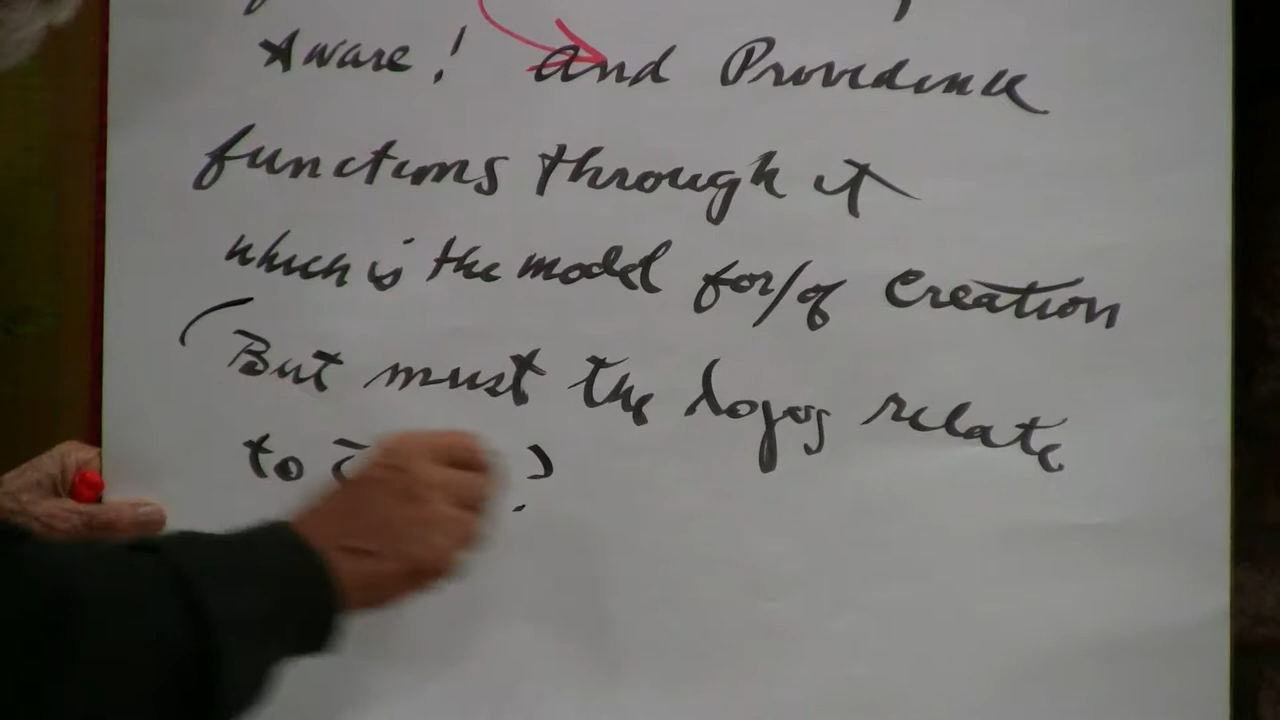 Aware! and Providence
functions through it
which is the model for/of Creation
(But must the logos relate
to ?